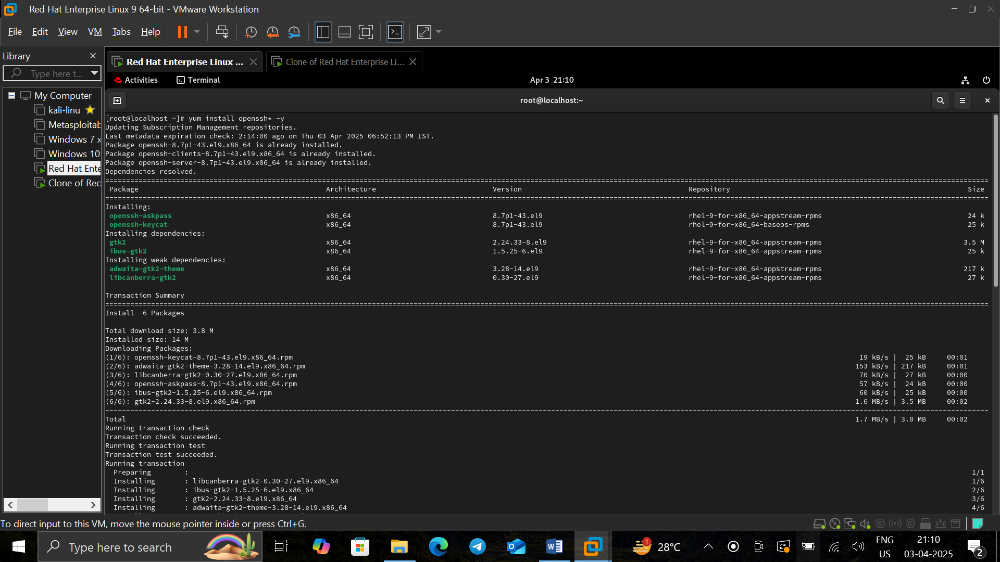 Red Hat Enterprise Linux 9 64-bit - VMware Workstation
File Edit View VM Tabs Help
Library
Type here t...
My Computer
kali-linu
Metasploitab
Windows 7 x
Windows 10
Red Hat Ente
Clone of Rec
Red Hat Enterprise Linux ...
Clone of Red Hat Enterprise Li...
Activities Terminal Apr 3 21:10
root@localhost:~
[root@localhost ~]# yum install openssh* -y
Updating Subscription Management repositories.
Last metadata expiration check: 2:14:00 ago on Thu 03 Apr 2025 06:52:13 PM IST.
Package openssh-8.7p1-43.el9.x86_64 is already installed.
Package openssh-clients-8.7p1-43.el9.x86_64 is already installed.
Package openssh-server-8.7p1-43.el9.x86_64 is already installed.
Dependencies resolved.
Package Architecture Version Repository Size
Installing:
openssh-askpass x86_64 8.7p1-43.el9 rhel-9-for-x86_64-appstream-rpms 24 k
openssh-keycat x86_64 8.7p1-43.el9 rhel-9-for-x86_64-baseos-rpms 25 k
Installing dependencies:
gtk2 x86_64 2.24.33-8.el9 rhel-9-for-x86_64-appstream-rpms 3.5 M
ibus-gtk2 x86_64 1.5.25-6.el9 rhel-9-for-x86_64-appstream-rpms 25 k
Installing weak dependencies:
adwaita-gtk2-theme x86_64 3.28-14.el9 rhel-9-for-x86_64-appstream-rpms 217 k
libcanberra-gtk2 x86_64 0.30-27.el9 rhel-9-for-x86_64-appstream-rpms 27 k
Transaction Summary
Install 6 Packages
Total download size: 3.8 M
Installed size: 14 M
Downloading Packages:
(1/6): openssh-keycat-8.7p1-43.el9.x86_64.rpm 19 kB/s | 25 kB 00:01
(2/6): adwaita-gtk2-theme-3.28-14.el9.x86_64.rpm 153 kB/s | 217 kB 00:01
(3/6): libcanberra-gtk2-0.30-27.el9.x86_64.rpm 70 kB/s | 27 kB 00:00
(4/6): openssh-askpass-8.7p1-43.el9.x86_64.rpm 57 kB/s | 24 kB 00:00
(5/6): ibus-gtk2-1.5.25-6.el9.x86_64.rpm 60 kB/s | 25 kB 00:00
(6/6): gtk2-2.24.33-8.el9.x86_64.rpm 1.6 MB/s | 3.5 MB 00:02
Total 1.7 MB/s | 3.8 MB 00:02
Running transaction check
Transaction check succeeded.
Running transaction test
Transaction test succeeded.
Running transaction
Preparing : 1/1
Installing : libcanberra-gtk2-0.30-27.el9.x86_64 1/6
Installing : ibus-gtk2-1.5.25-6.el9.x86_64 2/6
Installing : gtk2-2.24.33-8.el9.x86_64 3/6
Installing : adwaita-gtk2-theme-3.28-14.el9.x86_64 4/6
To direct input to this VM, move the mouse pointer inside or press Ctrl+G.
Type here to search
1
28°C
ENG
US
21:10
03-04-2025
2